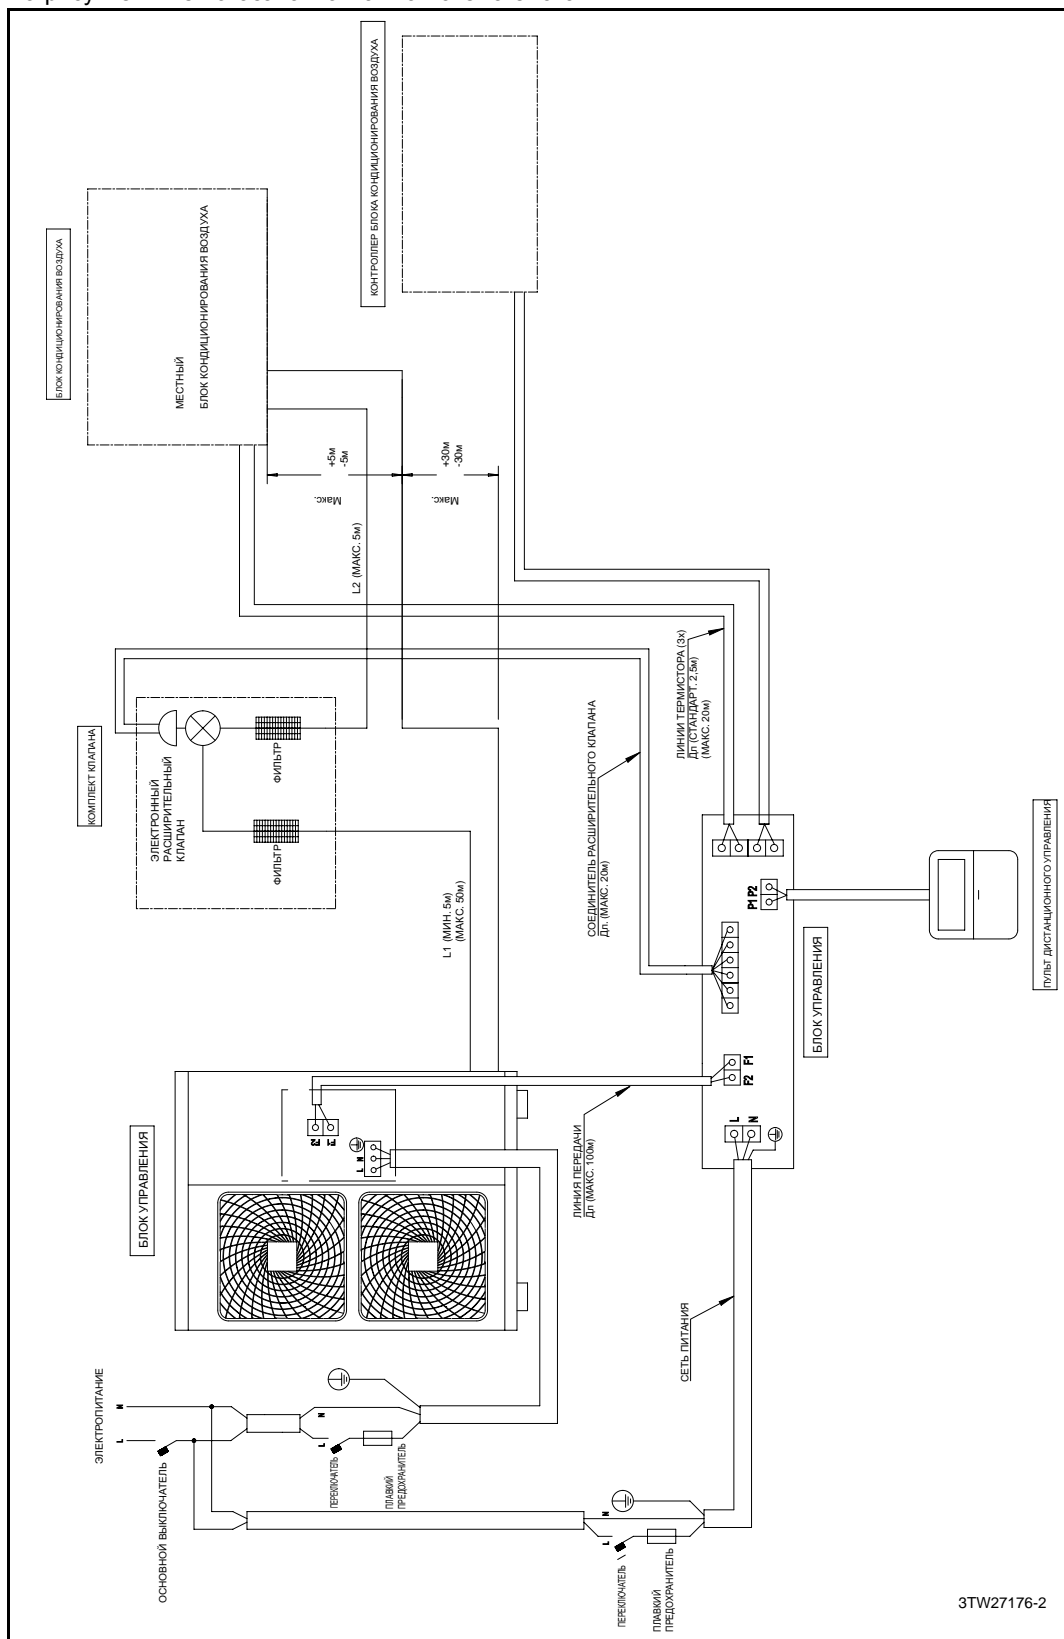 БЛОК КОНДИЦИОНИРОВАНИЯ ВОЗДУХА
МЕСТНЫЙ
БЛОК КОНДИЦИОНИРОВАНИЯ ВОЗДУХА
КОНТРОЛЛЕР БЛОКА КОНДИЦИОНИРОВАНИЯ ВОЗДУХА
+5м
-5м
Макс.
+30м
-30м
Макс.
L2 (МАКС. 5м)
КОМПЛЕКТ КЛАПАНА
ЭЛЕКТРОННЫЙ
РАСШИРИТЕЛЬНЫЙ
КЛАПАН
ФИЛЬТР
ФИЛЬТР
L1 (МИН. 5м)
(МАКС. 50м)
СОЕДИНИТЕЛЬ РАСШИРИТЕЛЬНОГО КЛАПАНА
Дл. (МАКС. 20м)
ЛИНИИ ТЕРМИСТОРА (3x)
Дл (СТАНДАРТ. 2,5м)
(МАКС. 20м)
P1 P2
ПУЛЬТ ДИСТАНЦИОННОГО УПРАВЛЕНИЯ
БЛОК УПРАВЛЕНИЯ
F2 F1
L N
БЛОК УПРАВЛЕНИЯ
F2 F1
L N
ЛИНИЯ ПЕРЕДАЧИ
Дл (МАКС. 100м)
СЕТЬ ПИТАНИЯ
ЭЛЕКТРОПИТАНИЕ
L N
ОСНОВНОЙ ВЫКЛЮЧАТЕЛЬ
L N
ПЕРЕКЛЮЧАТЕЛЬ
ПЛАВКИЙ
ПРЕДОХРАНИТЕЛЬ
L N
ПЕРЕКЛЮЧАТЕЛЬ
ПЛАВКИЙ
ПРЕДОХРАНИТЕЛЬ
3TW27176-2